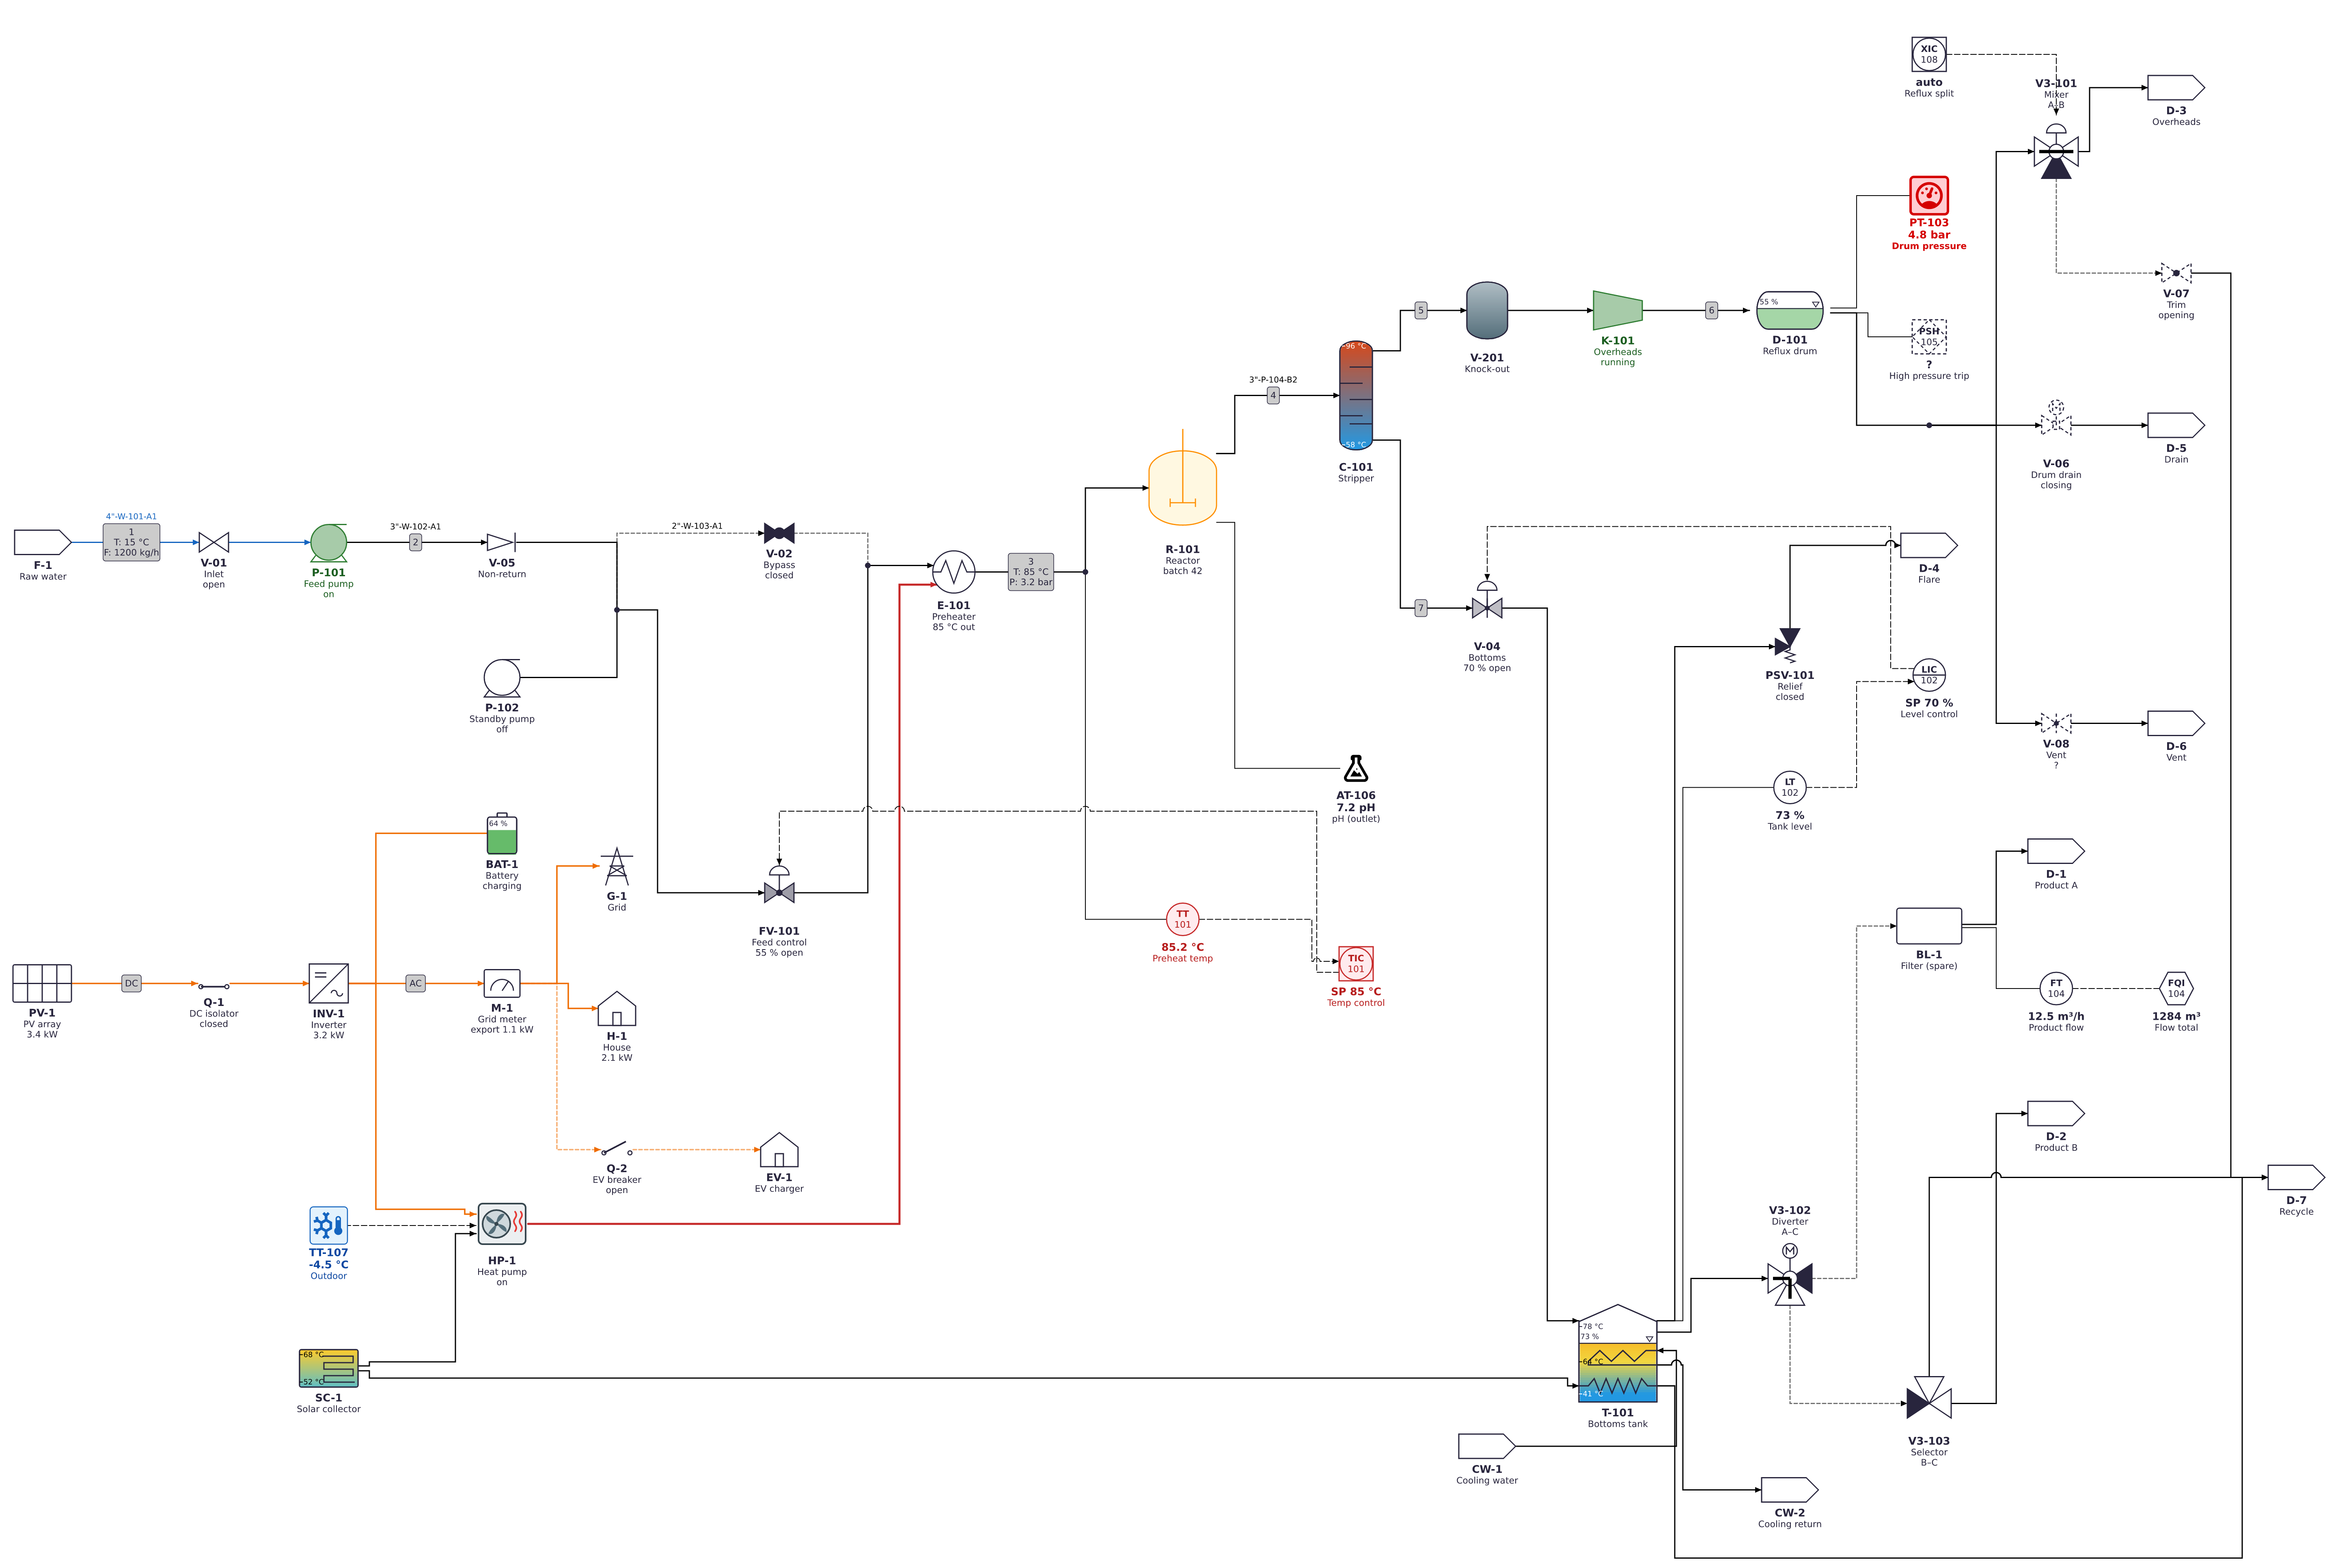 XIC
108
auto
Reflux split
V3-101
Mixer
A–B
D-3
Overheads
PT-103
4.8 bar
Drum pressure
V-07
Trim
opening
5
6
55 %
V-201
Knock-out
K-101
Overheads
running
D-101
Reflux drum
PSH
105
?
High pressure trip
3"-P-104-B2
4
96 °C
58 °C
C-101
Stripper
V-06
Drum drain
closing
D-5
Drain
4"-W-101-A1
1
T: 15 °C
F: 1200 kg/h
F-1
Raw water
V-01
Inlet
open
P-101
Feed pump
on
3"-W-102-A1
2
V-05
Non-return
2"-W-103-A1
V-02
Bypass
closed
E-101
Preheater
85 °C out
3
T: 85 °C
P: 3.2 bar
R-101
Reactor
batch 42
7
V-04
Bottoms
70 % open
D-4
Flare
PSV-101
Relief
closed
LIC
102
SP 70 %
Level control
P-102
Standby pump
off
V-08
Vent
?
D-6
Vent
AT-106
7.2 pH
pH (outlet)
LT
102
73 %
Tank level
64 %
BAT-1
Battery
charging
G-1
Grid
FV-101
Feed control
55 % open
TT
101
85.2 °C
Preheat temp
TIC
101
SP 85 °C
Temp control
D-1
Product A
BL-1
Filter (spare)
FT
104
12.5 m³/h
Product flow
FQI
104
1284 m³
Flow total
PV-1
PV array
3.4 kW
DC
Q-1
DC isolator
closed
INV-1
Inverter
3.2 kW
AC
M-1
Grid meter
export 1.1 kW
H-1
House
2.1 kW
D-2
Product B
Q-2
EV breaker
open
EV-1
EV charger
D-7
Recycle
TT-107
-4.5 °C
Outdoor
HP-1
Heat pump
on
V3-102
Diverter
A–C
M
78 °C
73 %
64 °C
41 °C
T-101
Bottoms tank
68 °C
52 °C
SC-1
Solar collector
V3-103
Selector
B–C
CW-1
Cooling water
CW-2
Cooling return